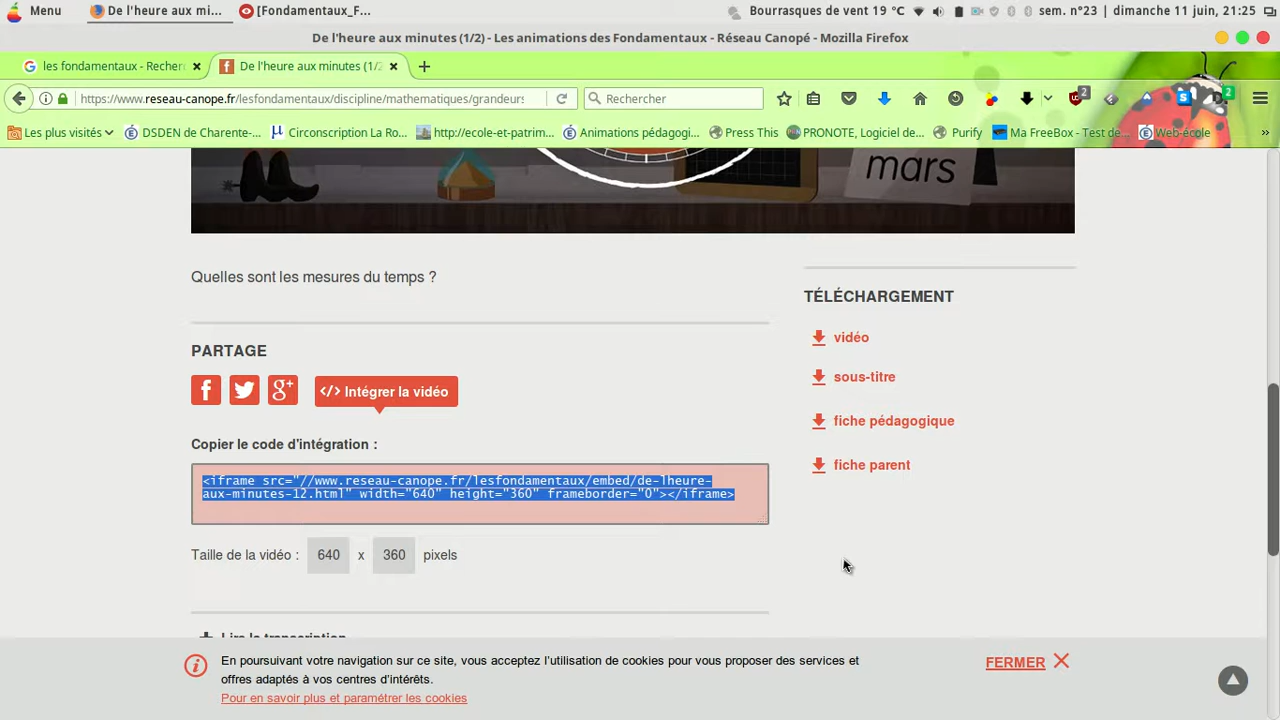 Menu De l'heure aux mi... [Fondamentaux_F... Bourrasques de vent 19 °C sem. n°23 | dimanche 11 juin, 21:25
De l'heure aux minutes (1/2) - Les animations des Fondamentaux - Réseau Canopé - Mozilla Firefox
les fondamentaux - Recher De l'heure aux minutes (1/2
https://www.reseau-canope.fr/lesfondamentaux/discipline/mathematiques/grandeurs Rechercher 2 2
Les plus visités DSDEN de Charente-... Circonscription La Ro... http://ecole-et-patrim... Animations pédagogi... Press This PRONOTE, Logiciel de... Purify Ma FreeBox - Test de... Web-école »
mars
Quelles sont les mesures du temps ?
TÉLÉCHARGEMENT
vidéo
sous-titre
fiche pédagogique
fiche parent
PARTAGE
</> Intégrer la vidéo
Copier le code d'intégration :
<iframe src="//www.reseau-canope.fr/lesfondamentaux/embed/de-lheure-
aux-minutes-12.html" width="640" height="360" frameborder="0"></iframe>
Taille de la vidéo : 640 x 360 pixels
Lire la transcription
En poursuivant votre navigation sur ce site, vous acceptez l'utilisation de cookies pour vous proposer des services et
offres adaptés à vos centres d'intérêts.
Pour en savoir plus et paramétrer les cookies
FERMER